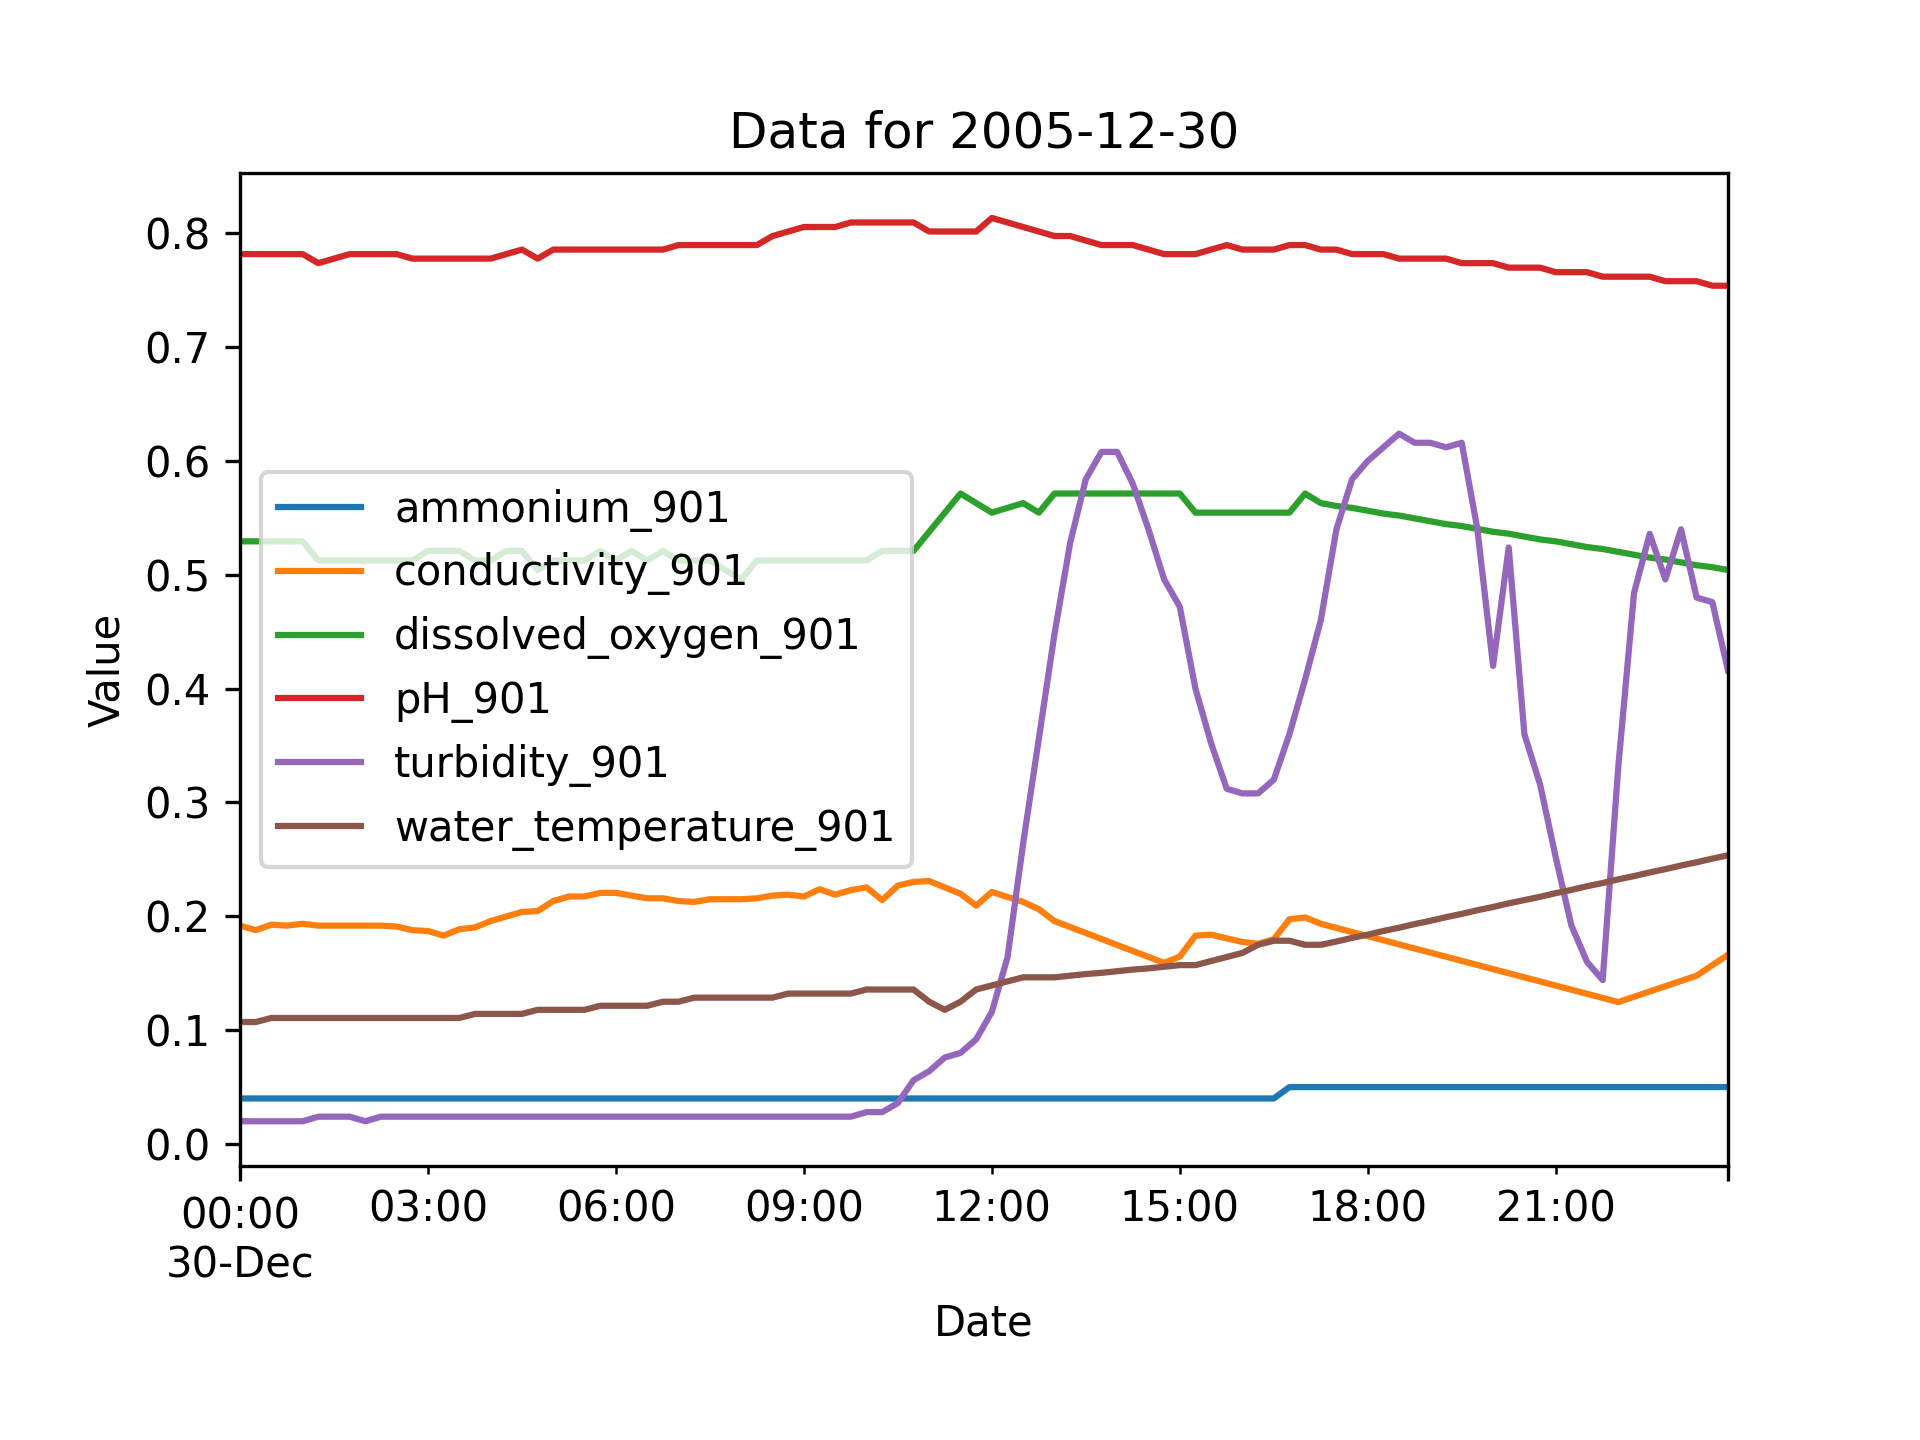 Data for 2005-12-30
0.8
0.7
0.6
0.5
0.4
0.3
0.2
0.1
0.0
Value
ammonium_901
conductivity_901
dissolved_oxygen_901
pH_901
turbidity_901
water_temperature_901
00:00 03:00 06:00 09:00 12:00 15:00 18:00 21:00
30-Dec
Date